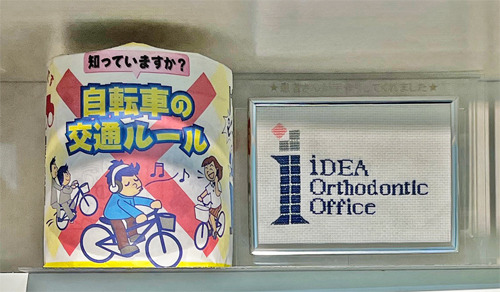 知っていますか?
自転車の
交通ルール
iDEA
Orthodontic
Office